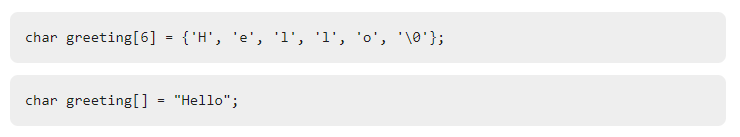 char greeting[6] = {'H', 'e', 'l', 'l', 'o', '\0'};
char greeting[] = "Hello";